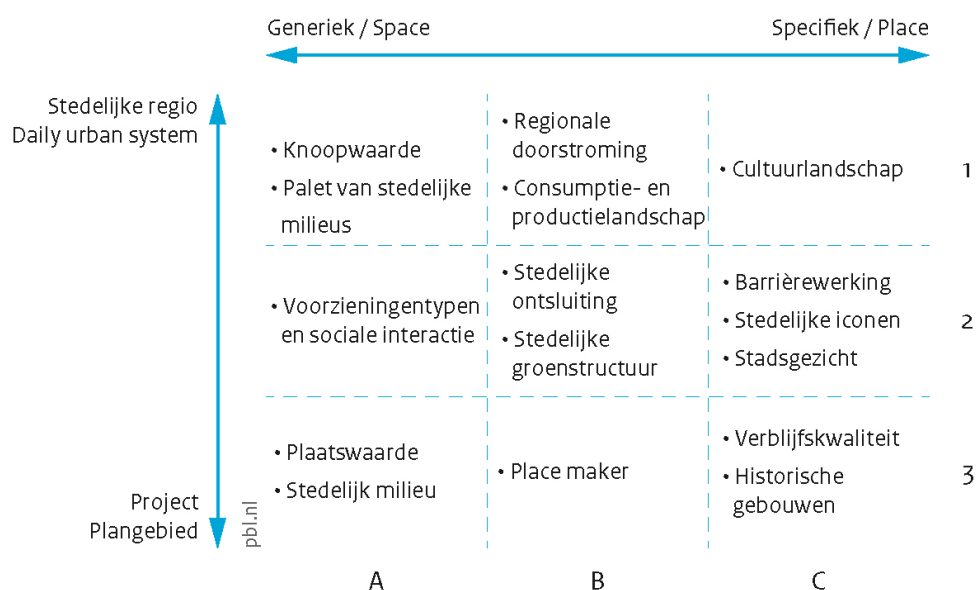 Generiek / Space
Specifiek / Place
Stedelijke regio
Daily urban system
• Knoopwaarde
• Palet van stedelijke
milieus
• Regionale
doorstroming
• Consumptie- en
productielandschap
• Cultuurlandschap
1
• Voorzieningentypen
en sociale interactie
• Stedelijke
ontsluiting
• Stedelijke
groenstructuur
• Barrièrewerking
• Stedelijke iconen
• Stadsgezicht
2
• Plaatswaarde
• Stedelijk milieu
• Place maker
• Verblijfskwaliteit
• Historische
gebouwen
3
Project
Plangebied
pbl.nl
A
B
C